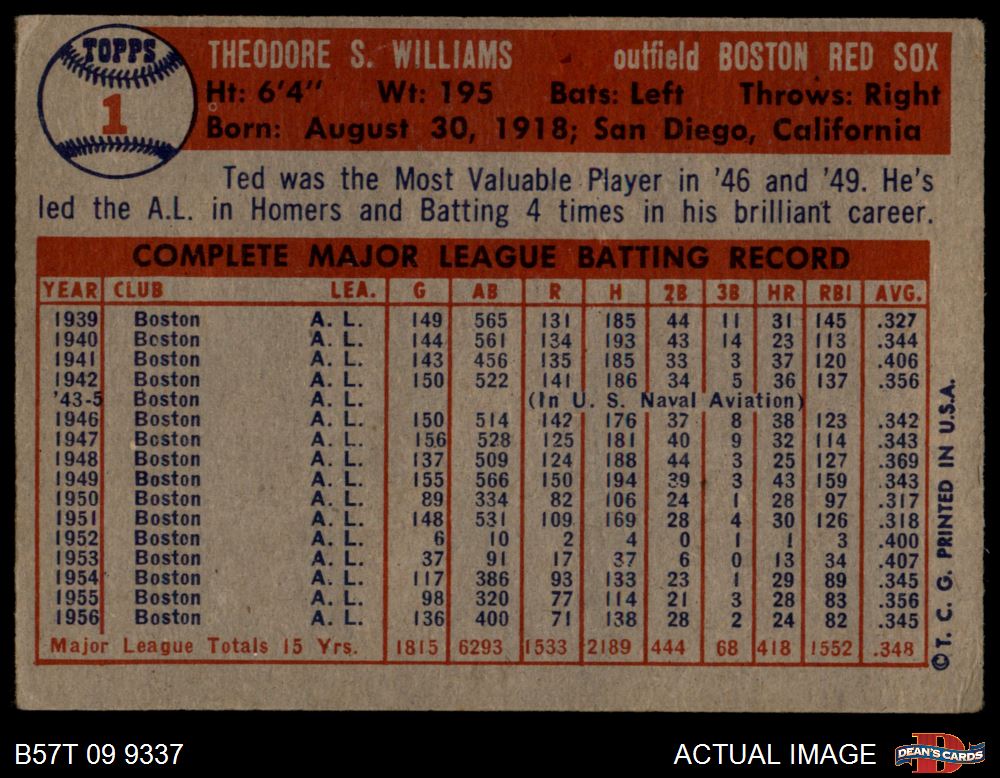 TOPPS
1
THEODORE S. WILLIAMS outfield BOSTON RED SOX
Ht: 6'4" Wt: 195 Bats: Left Throws: Right
Born: August 30, 1918; San Diego, California
Ted was the Most Valuable Player in '46 and '49. He's
led the A.L. in Homers and Batting 4 times in his brilliant career.
COMPLETE MAJOR LEAGUE BATTING RECORD
YEAR CLUB LEA. G AB R H 2B 3B HR RBI AVG.
1939 Boston A. L. 149 565 131 185 44 11 31 145 .327
1940 Boston A. L. 144 561 134 193 43 14 23 113 .344
1941 Boston A. L. 143 456 135 185 33 3 37 120 .406
1942 Boston A. L. 150 522 141 186 34 5 36 137 .356
'43-5 Boston A. L. (In U. S. Naval Aviation)
1946 Boston A. L. 150 514 142 176 37 8 38 123 .342
1947 Boston A. L. 156 528 125 181 40 9 32 114 .343
1948 Boston A. L. 137 509 124 188 44 3 25 127 .369
1949 Boston A. L. 155 566 150 194 39 3 43 159 .343
1950 Boston A. L. 89 334 82 106 24 1 28 97 .317
1951 Boston A. L. 148 531 109 169 28 4 30 126 .318
1952 Boston A. L. 6 10 2 4 0 1 1 3 .400
1953 Boston A. L. 37 91 17 37 6 0 13 34 .407
1954 Boston A. L. 117 386 93 133 23 1 29 89 .345
1955 Boston A. L. 98 320 77 114 21 3 28 83 .356
1956 Boston A. L. 136 400 71 138 28 2 24 82 .345
Major League Totals 15 Yrs. 1815 6293 1533 2189 444 68 418 1552 .348
©T. C. G. PRINTED IN U.S.A.
B57T 09 9337 ACTUAL IMAGE DEAN'S CARDS